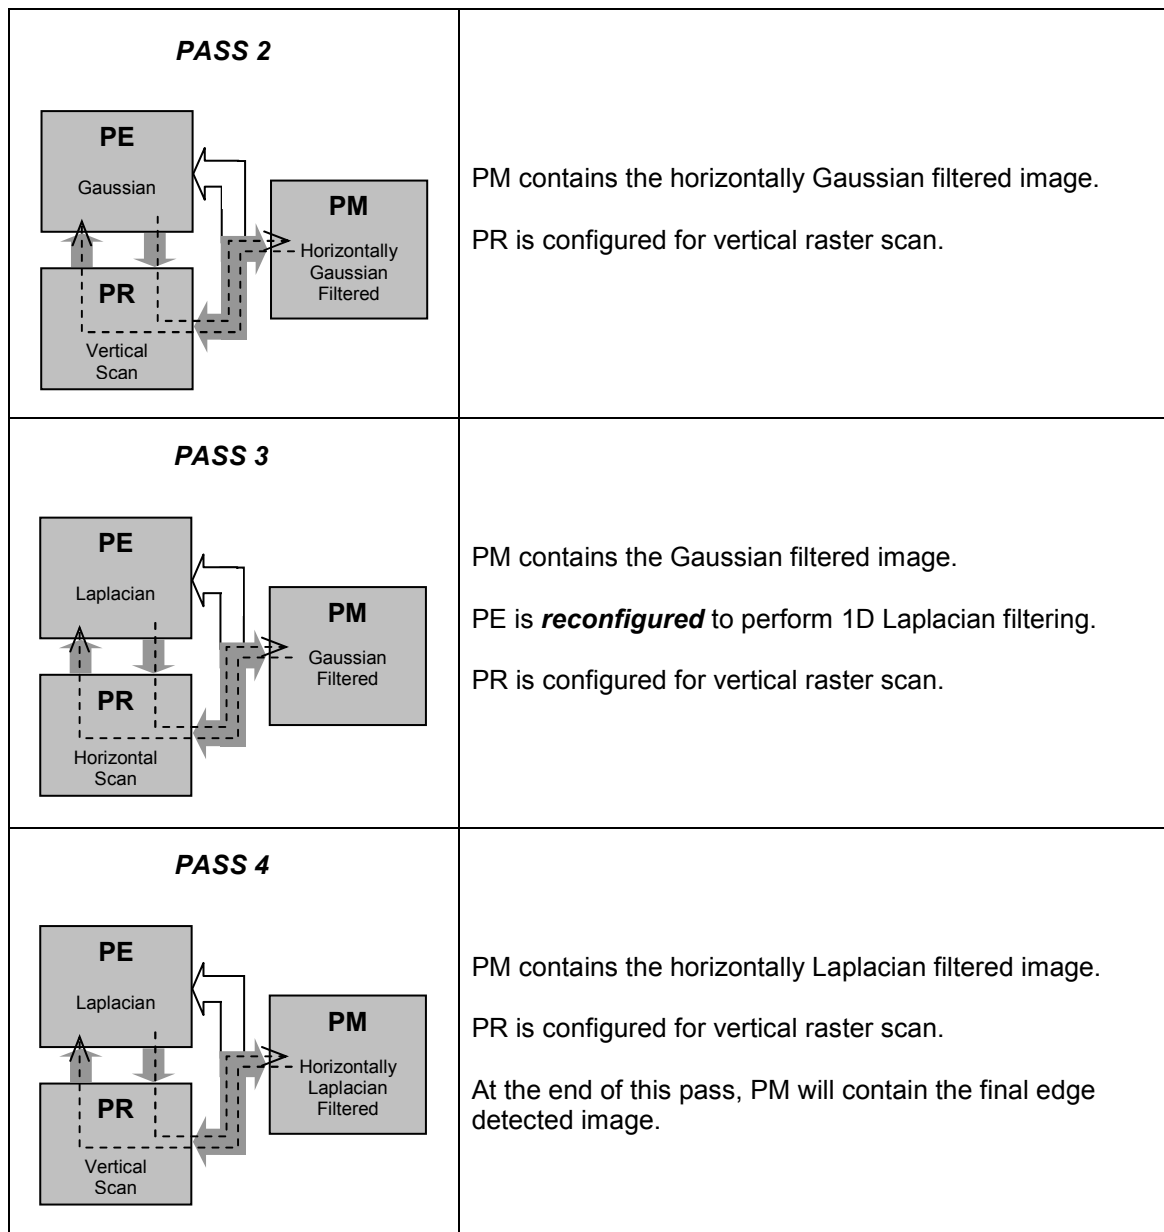 PASS 2
PE
Gaussian
PM
Horizontally
Gaussian
Filtered
PR
Vertical
Scan
PM contains the horizontally Gaussian filtered image.
PR is configured for vertical raster scan.
PASS 3
PE
Laplacian
PM
Gaussian
Filtered
PR
Horizontal
Scan
PM contains the Gaussian filtered image.
PE is reconfigured to perform 1D Laplacian filtering.
PR is configured for vertical raster scan.
PASS 4
PE
Laplacian
PM
Horizontally
Laplacian
Filtered
PR
Vertical
Scan
PM contains the horizontally Laplacian filtered image.
PR is configured for vertical raster scan.
At the end of this pass, PM will contain the final edge
detected image.